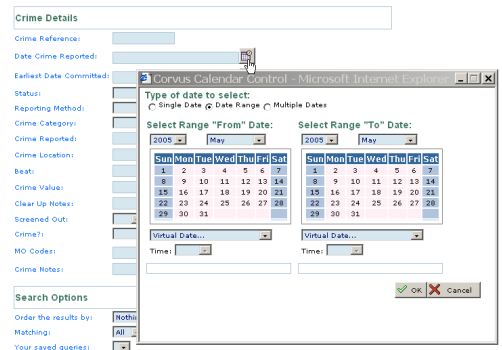 Crime Details
Crime Reference:
Date Crime Reported:
Earliest Date Committed:
Status:
Reporting Method:
Crime Category:
Crime Reported:
Crime Location:
Beat:
Crime Value:
Clear Up Notes:
Screened Out:
Crime?:
MO Codes:
Crime Notes:
Search Options
Order the results by: Nothi
Matching: All
Your saved queries:
Corvus Calendar Control - Microsoft Internet Explorer
Type of date to select:
Single Date Date Range Multiple Dates
Select Range "From" Date: Select Range "To" Date:
2005 May 2005 May
Sun Mon Tue Wed Thu Fri Sat Sun Mon Tue Wed Thu Fri Sat
1 2 3 4 5 6 7 1 2 3 4 5 6 7
8 9 10 11 12 13 14 8 9 10 11 12 13 14
15 16 17 18 19 20 21 15 16 17 18 19 20 21
22 23 24 25 26 27 28 22 23 24 25 26 27 28
29 30 31 29 30 31
Virtual Date... Virtual Date...
Time: Time:
OK Cancel